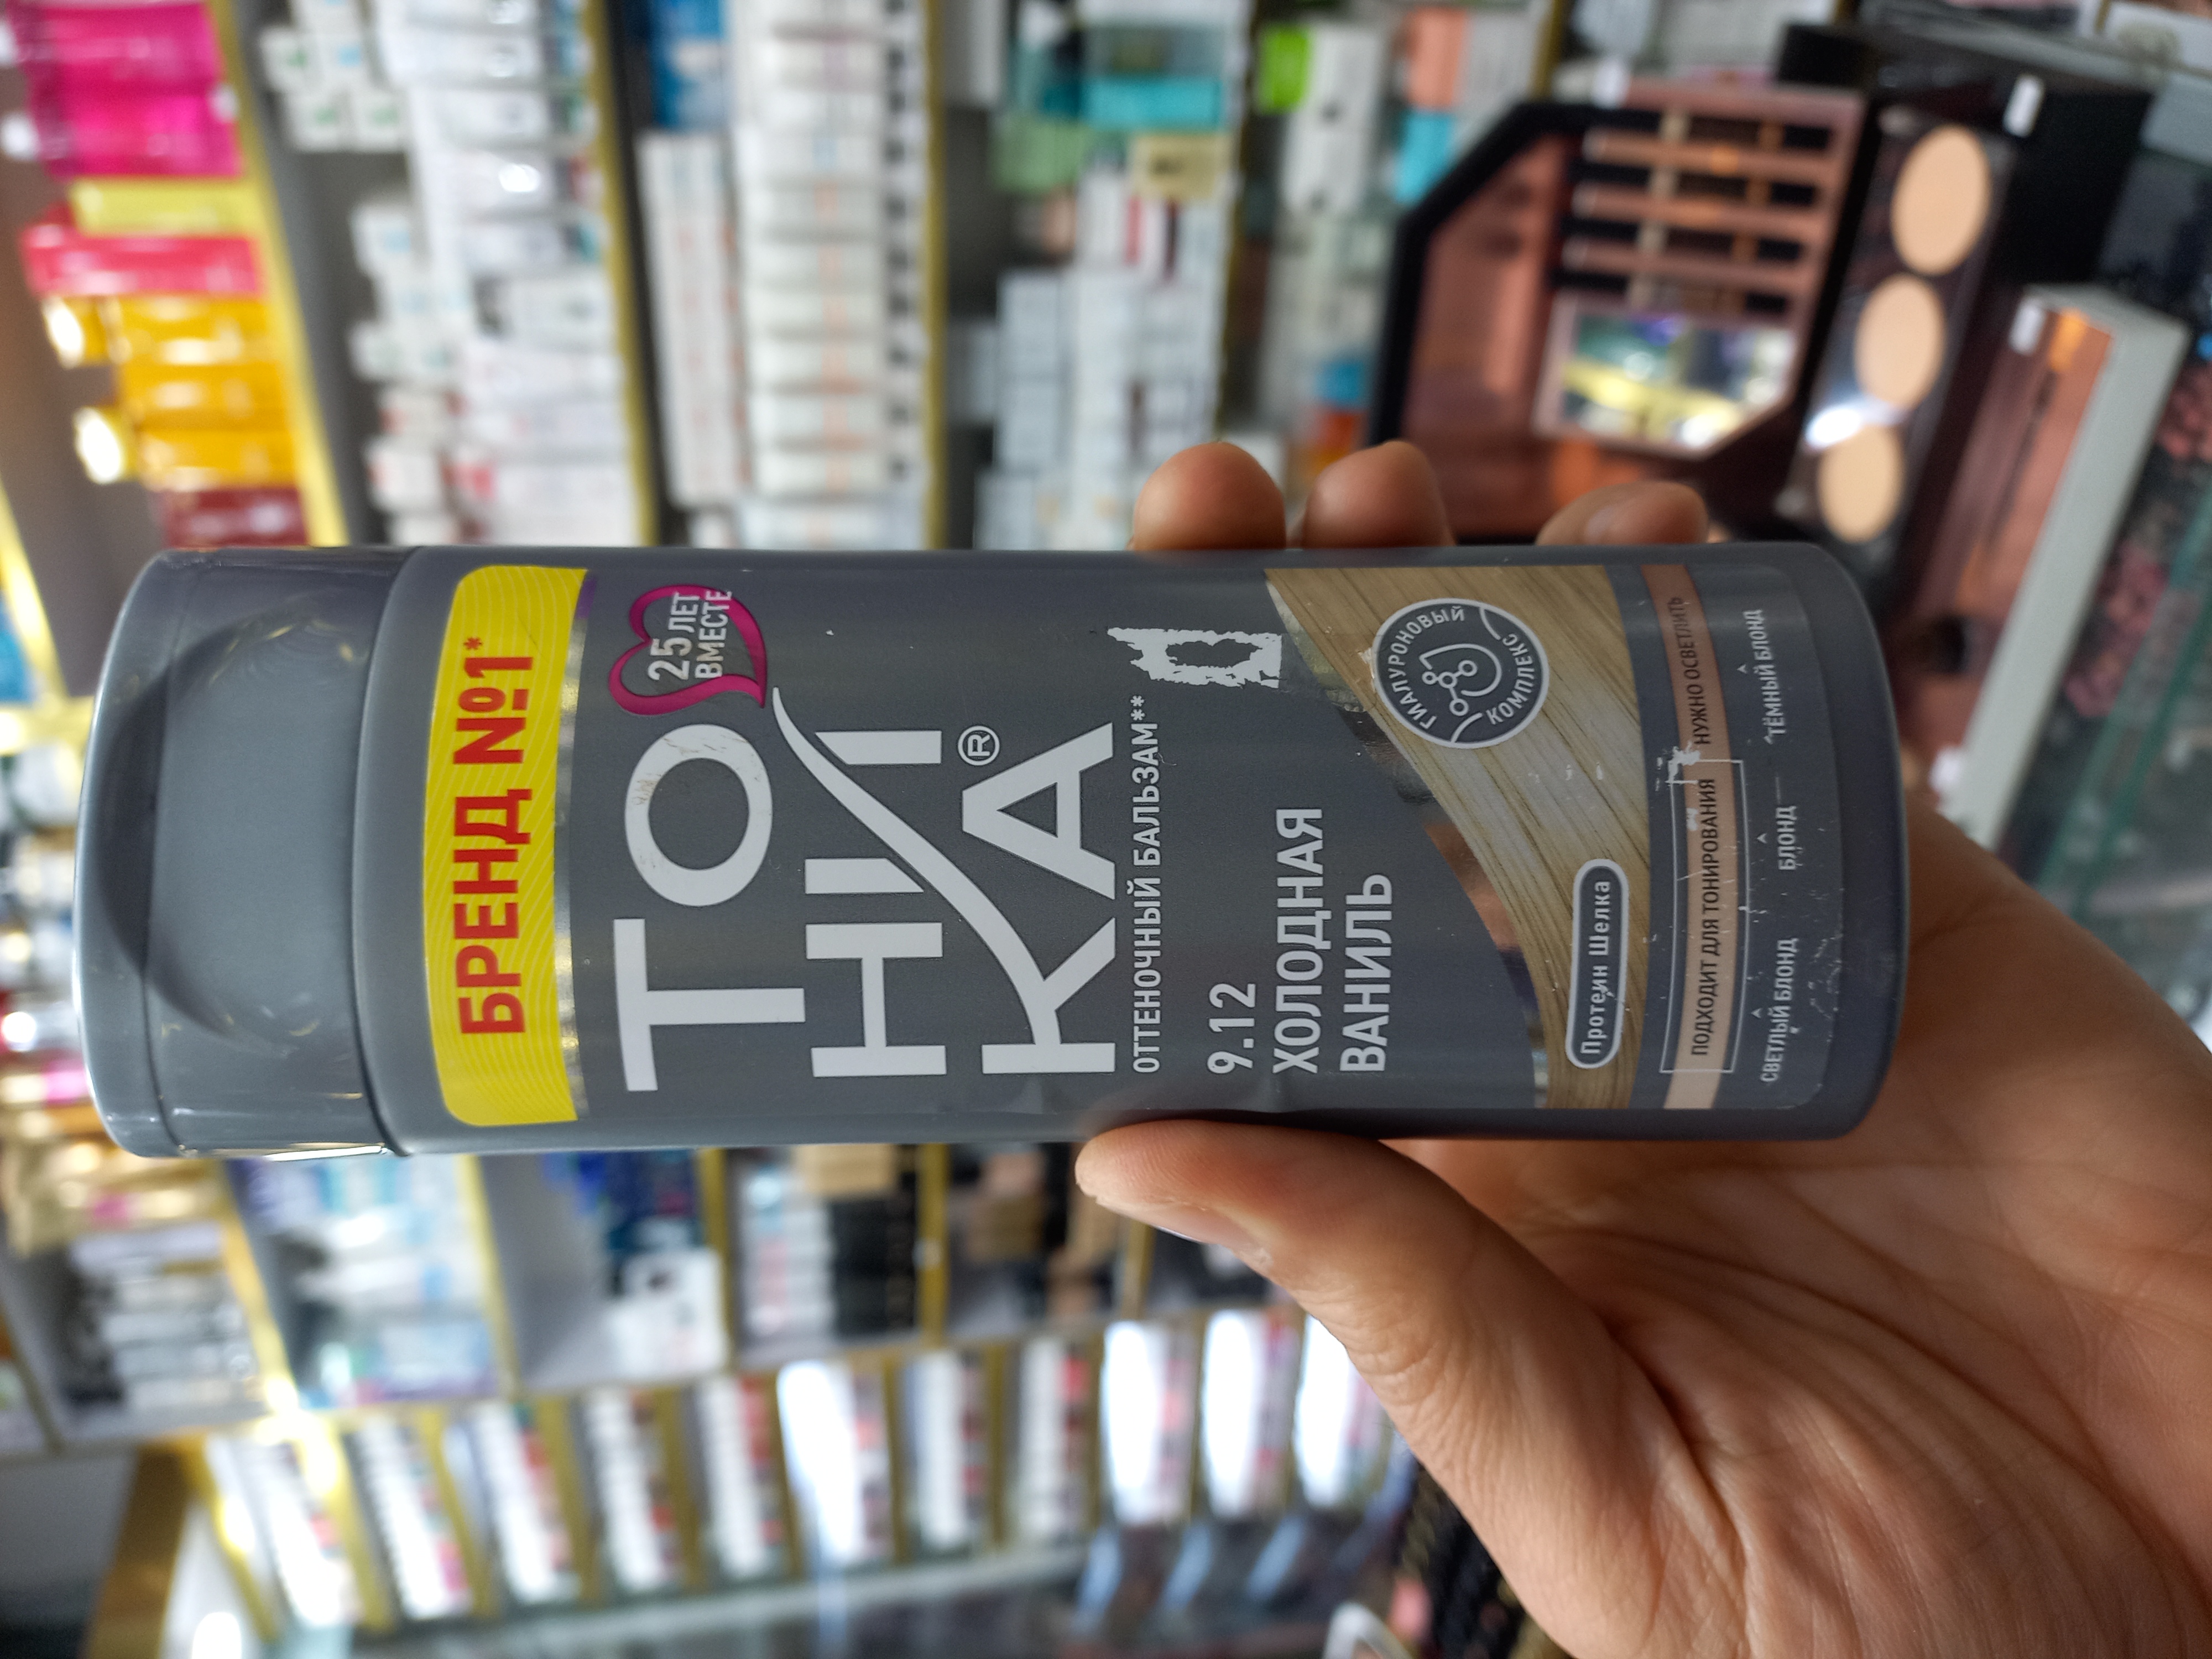 БРЕНД №1*
25 ЛЕТ
ВМЕСТЕ
ТО
НИ
КА®
ОТТЕНОЧНЫЙ БАЛЬЗАМ**
9.12
ХОЛОДНАЯ
ВАНИЛЬ
ГИАЛУРОНОВЫЙ
КОМПЛЕКС
Протеин Шелка
ПОДХОДИТ ДЛЯ ТОНИРОВАНИЯ НУЖНО ОСВЕТЛИТЬ
СВЕТЛЫЙ БЛОНД БЛОНД ТЁМНЫЙ БЛОНД